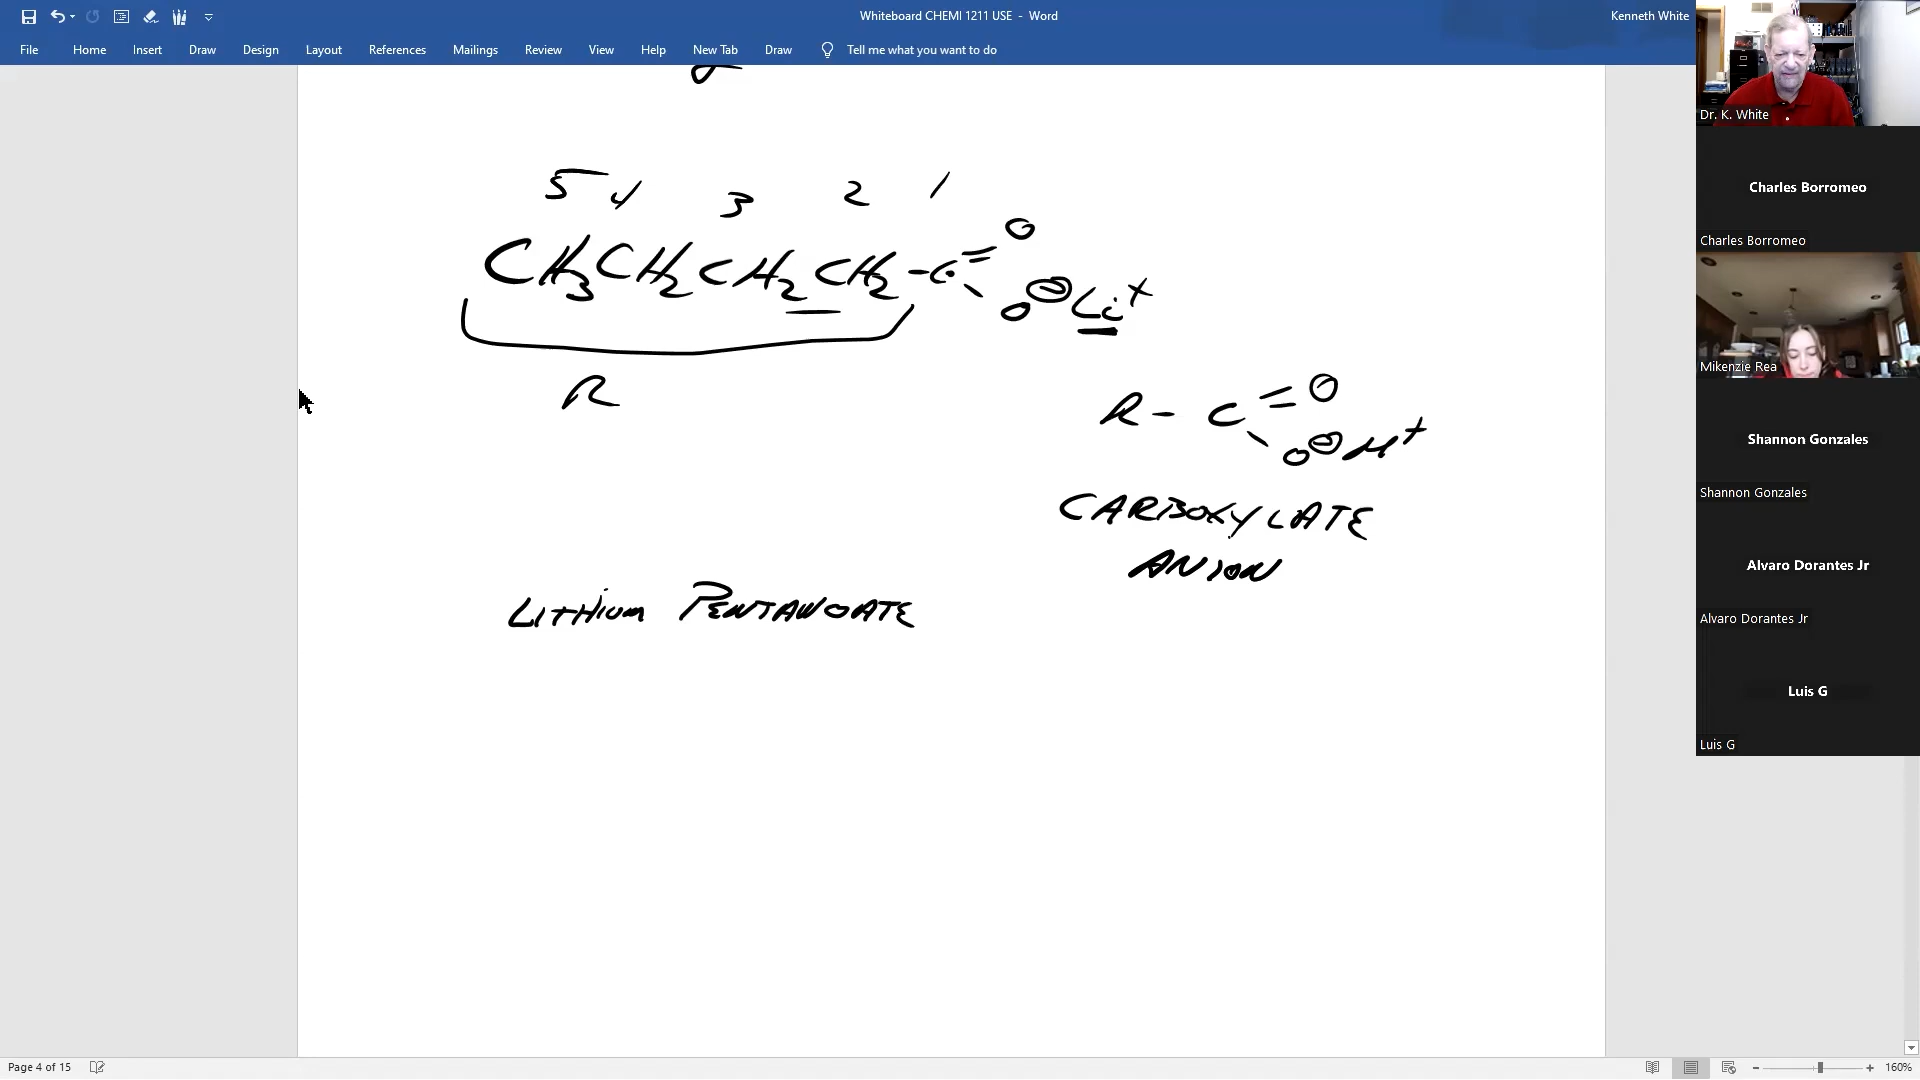 Whiteboard CHEMI 1211 USE - Word
Kenneth White
File Home Insert Draw Design Layout References Mailings Review View Help New Tab Draw Tell me what you want to do
5 4 3 2 1
CH3CH2CH2CH2-C=O
O⊖Li+
R
R-C=O
O⊖M+
CARBOXYLATE
ANION
LITHIUM PENTANOATE
Dr. K. White
Charles Borromeo
Charles Borromeo
Mikenzie Rea
Shannon Gonzales
Shannon Gonzales
Alvaro Dorantes Jr
Alvaro Dorantes Jr
Luis G
Luis G
Page 4 of 15
160%